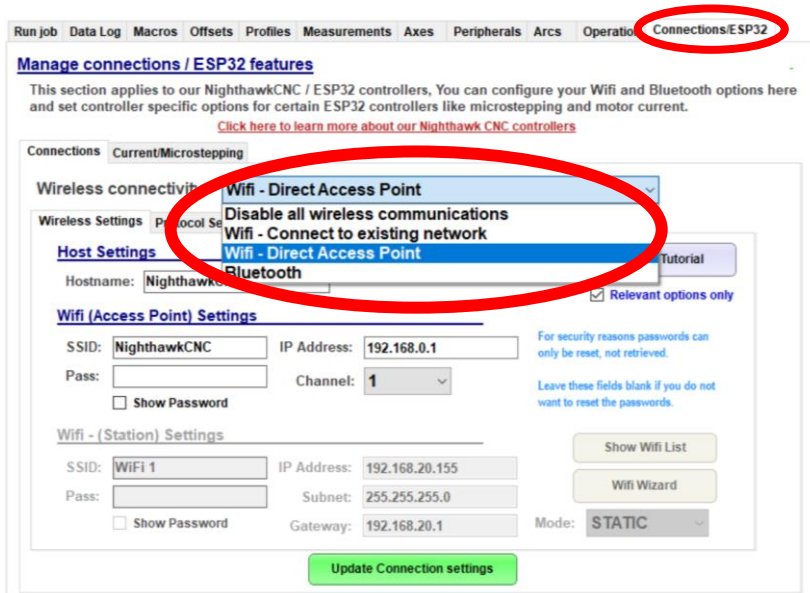 Run job Data Log Macros Offsets Profiles Measurements Axes Peripherals Arcs Operatio Connections/ESP32
Manage connections / ESP32 features
This section applies to our NighthawkCNC / ESP32 controllers, You can configure your Wifi and Bluetooth options here
and set controller specific options for certain ESP32 controllers like microstepping and motor current.
Click here to learn more about our Nighthawk CNC controllers
Connections Current/Microstepping
Wireless connectivit Wifi - Direct Access Point
Disable all wireless communications
Wifi - Connect to existing network
Wifi - Direct Access Point
Bluetooth
Wireless Settings Protocol Se
Host Settings Tutorial
Hostname: Nighthawk
Relevant options only
Wifi (Access Point) Settings
SSID: NighthawkCNC IP Address: 192.168.0.1
Pass: Channel: 1
Show Password
For security reasons passwords can
only be reset, not retrieved.
Leave these fields blank if you do not
want to reset the passwords.
Wifi - (Station) Settings
SSID: WiFi 1 IP Address: 192.168.20.155 Show Wifi List
Pass: Subnet: 255.255.255.0 Wifi Wizard
Show Password Gateway: 192.168.20.1 Mode: STATIC
Update Connection settings